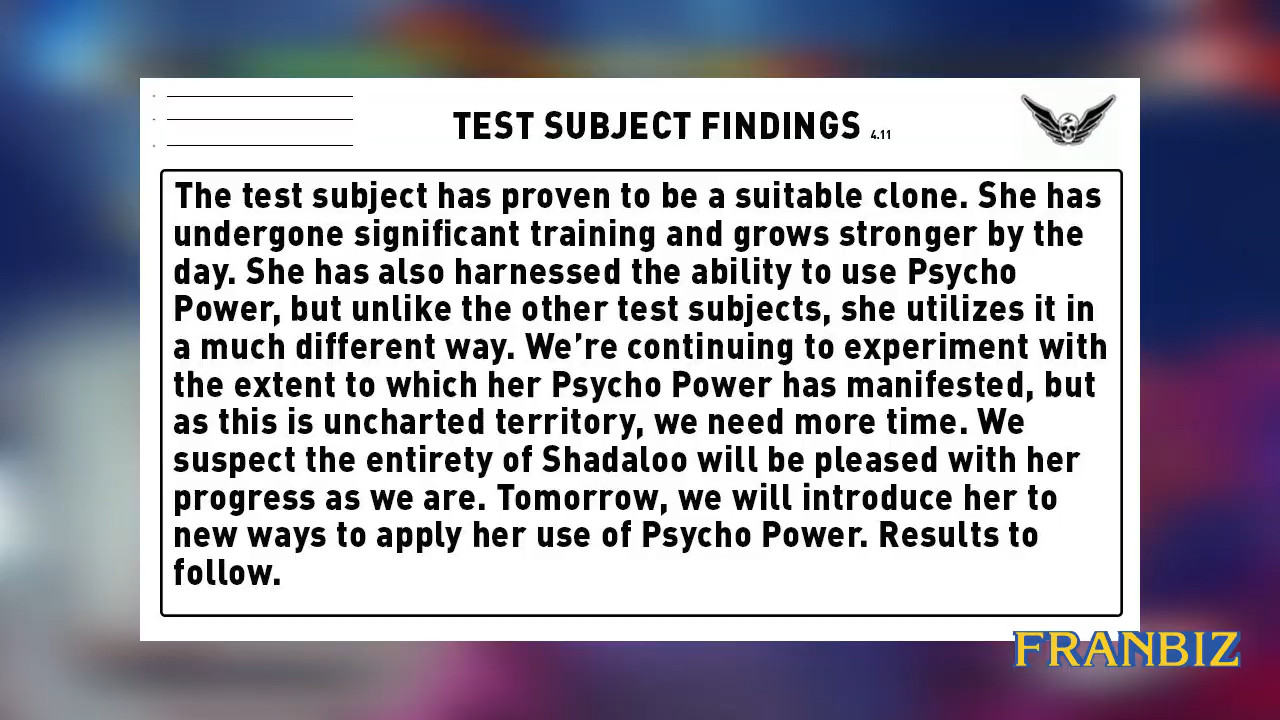 TEST SUBJECT FINDINGS 4.11
The test subject has proven to be a suitable clone. She has
undergone significant training and grows stronger by the
day. She has also harnessed the ability to use Psycho
Power, but unlike the other test subjects, she utilizes it in
a much different way. We’re continuing to experiment with
the extent to which her Psycho Power has manifested, but
as this is uncharted territory, we need more time. We
suspect the entirety of Shadaloo will be pleased with her
progress as we are. Tomorrow, we will introduce her to
new ways to apply her use of Psycho Power. Results to
follow.
FRANBIZ